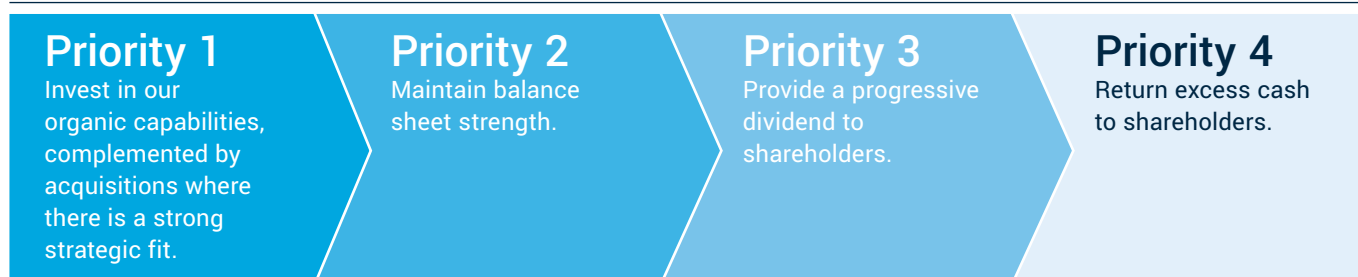 Priority 1
Invest in our
organic capabilities,
complemented by
acquisitions where
there is a strong
strategic fit.
Priority 2
Maintain balance
sheet strength.
Priority 3
Provide a progressive
dividend to
shareholders.
Priority 4
Return excess cash
to shareholders.